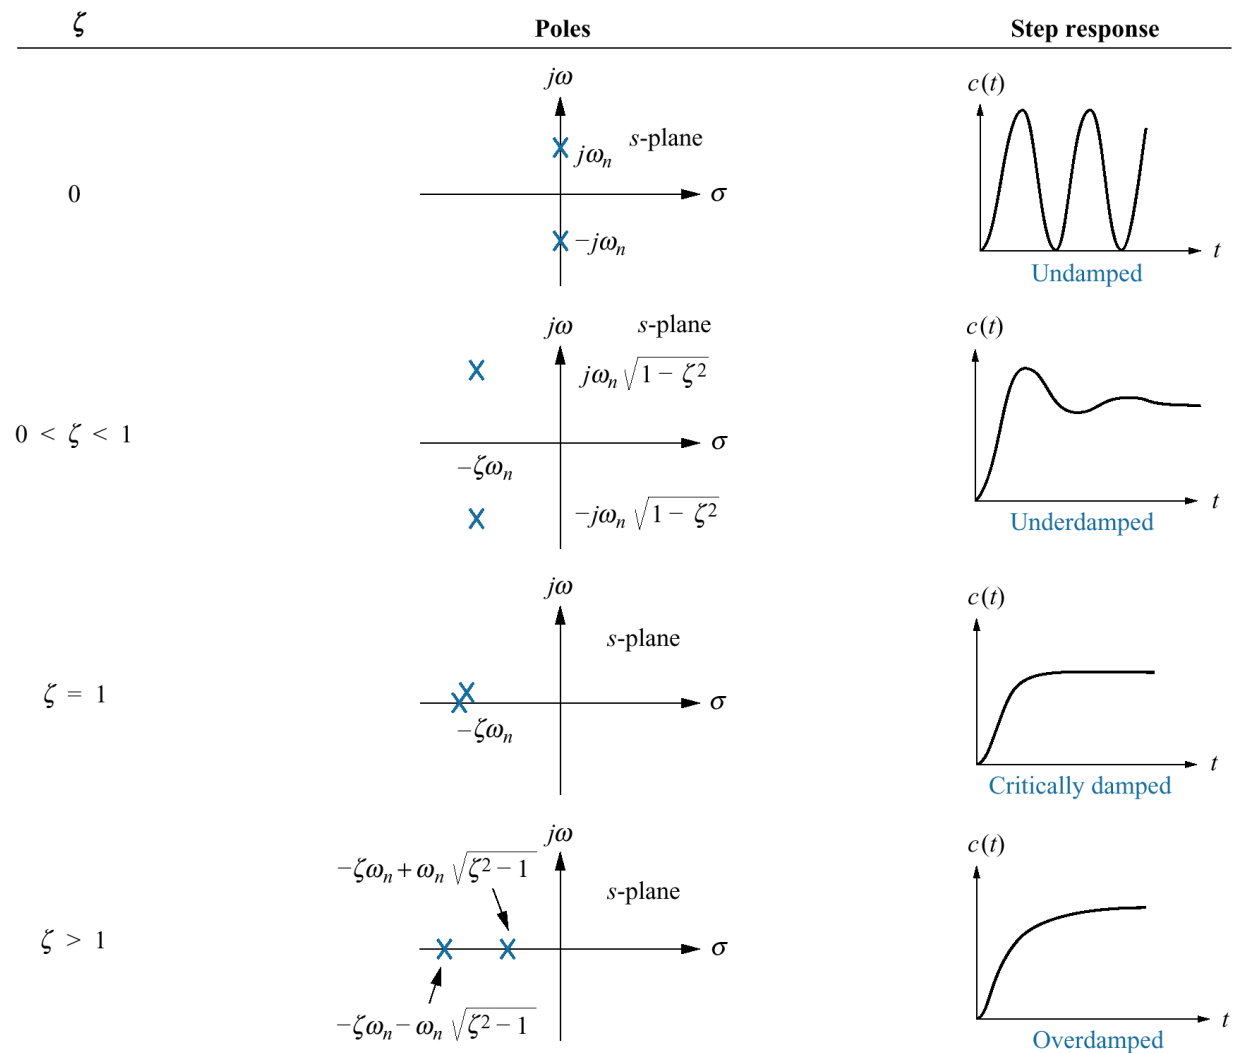 ζ Poles Step response
jω
c(t)
jωₙ s-plane
0
σ
−jωₙ
t
Undamped
jω s-plane
c(t)
jωₙ √(1 − ζ²)
0 < ζ < 1
σ
−ζωₙ
−jωₙ √(1 − ζ²)
t
Underdamped
jω
c(t)
s-plane
ζ = 1
σ
−ζωₙ
t
Critically damped
jω
c(t)
−ζωₙ + ωₙ √(ζ² − 1)
s-plane
ζ > 1
σ
−ζωₙ − ωₙ √(ζ² − 1)
t
Overdamped